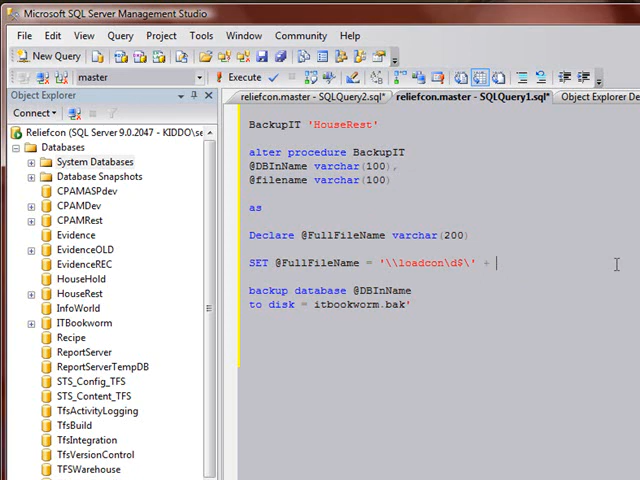 Microsoft SQL Server Management Studio
File Edit View Query Project Tools Window Community Help
New Query
master Execute
Object Explorer
reliefcon.master - SQLQuery2.sql* reliefcon.master - SQLQuery1.sql* Object Explorer De
Connect
Reliefcon (SQL Server 9.0.2047 - KIDDO\se
Databases
System Databases
Database Snapshots
CPAMASPdev
CPAMDev
CPAMRest
Evidence
EvidenceOLD
EvidenceREC
HouseHold
HouseRest
InfoWorld
ITBookworm
Recipe
ReportServer
ReportServerTempDB
STS_Config_TFS
STS_Content_TFS
TfsActivityLogging
TfsBuild
TfsIntegration
TfsVersionControl
TFSWarehouse
BackupIT 'HouseRest'
alter procedure BackupIT
@DBInName varchar(100),
@filename varchar(100)
as
Declare @FullFileName varchar(200)
SET @FullFileName = '\\loadcon\d$\' +
backup database @DBInName
to disk = itbookworm.bak'